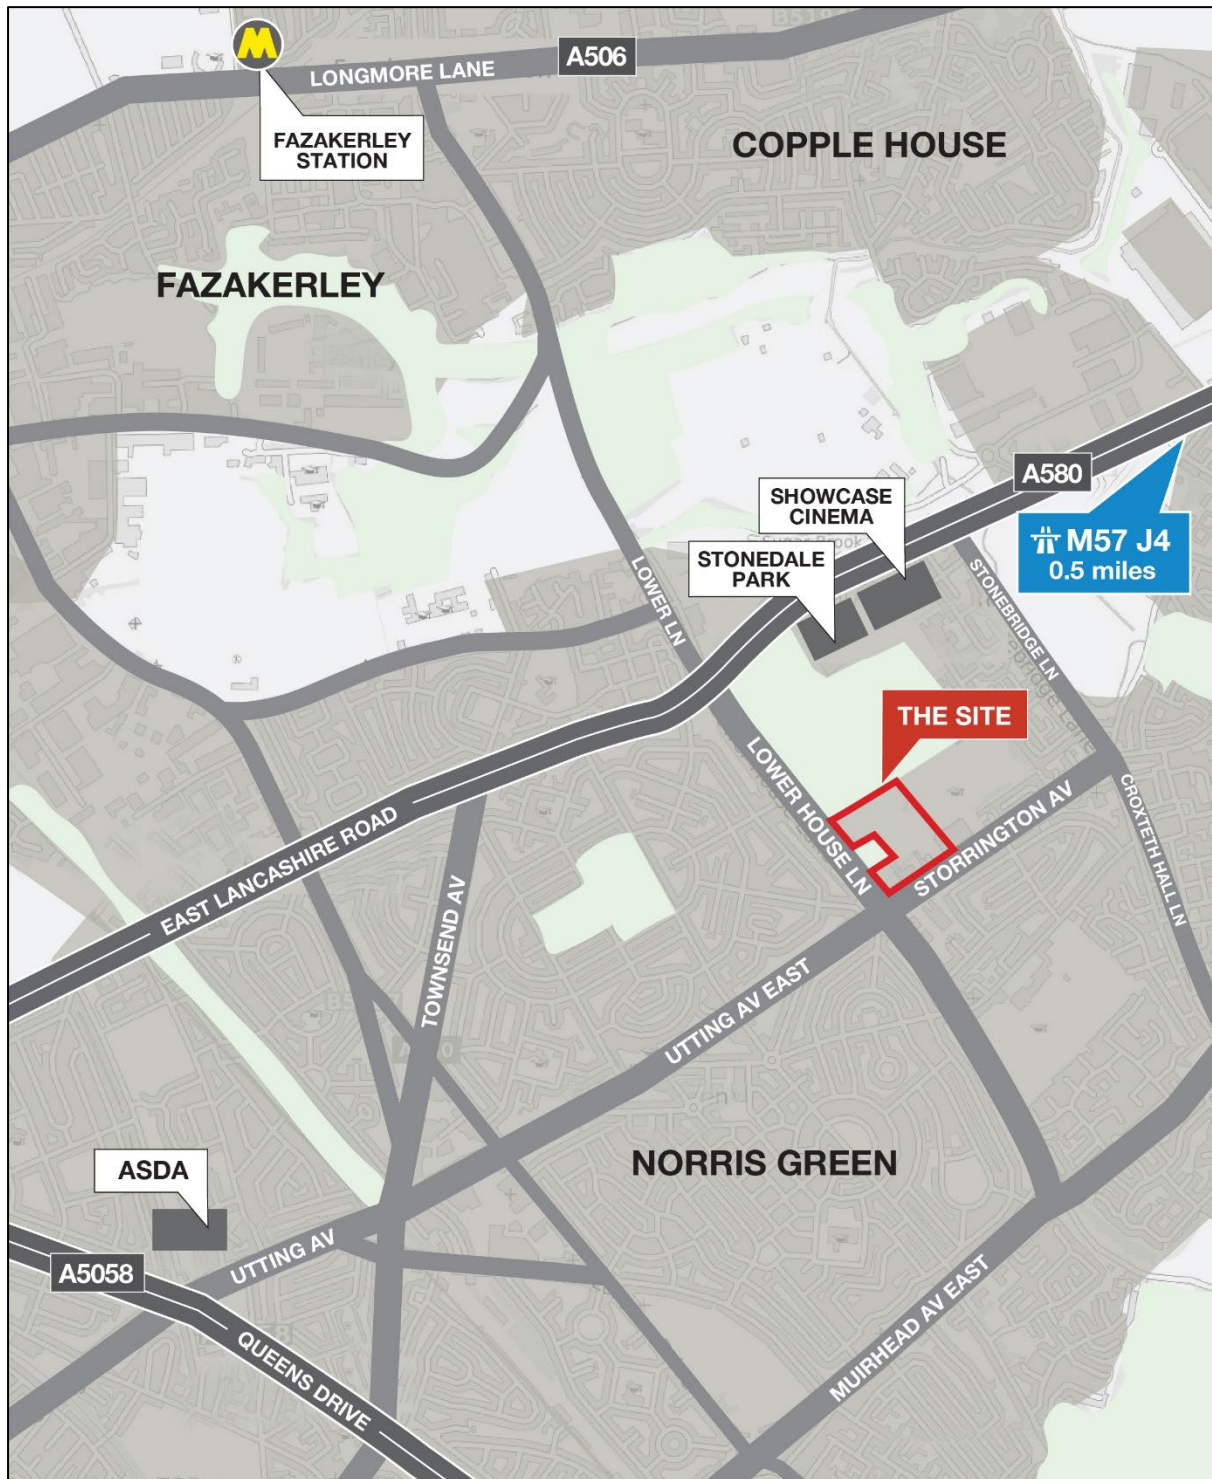 A506
LONGMORE LANE
M
FAZAKERLEY
STATION
COPPLE HOUSE
FAZAKERLEY
A580
SHOWCASE
CINEMA
M57 J4
0.5 miles
STONEDALE
PARK
LOWER LN
STONEBRIDGE LN
THE SITE
LOWER HOUSE LN
STORRINGTON AV
CROXTETH HALL LN
EAST LANCASHIRE ROAD
TOWNSEND AV
UTTING AV EAST
NORRIS GREEN
ASDA
UTTING AV
A5058
QUEENS DRIVE
MUIRHEAD AV EAST